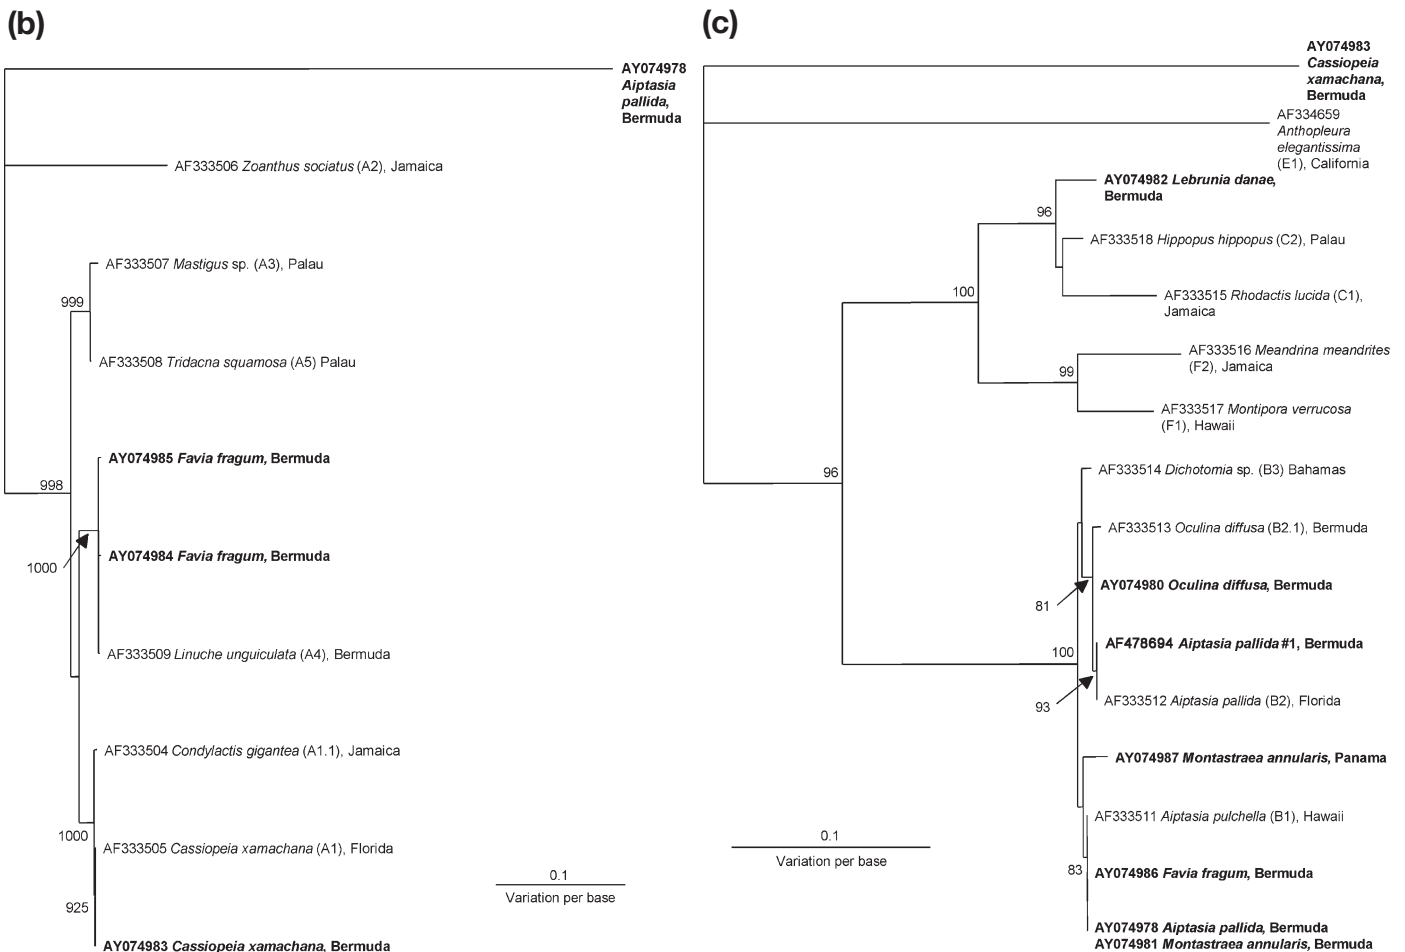 (b)
AY074978
Aiptasia
pallida,
Bermuda
AF333506 Zoanthus sociatus (A2), Jamaica
AF333507 Mastigus sp. (A3), Palau
999
AF333508 Tridacna squamosa (A5) Palau
AY074985 Favia fragum, Bermuda
998
AY074984 Favia fragum, Bermuda
1000
AF333509 Linuche unguiculata (A4), Bermuda
AF333504 Condylactis gigantea (A1.1), Jamaica
1000
AF333505 Cassiopeia xamachana (A1), Florida
925
AY074983 Cassiopeia xamachana, Bermuda
0.1
Variation per base
(c)
AY074983
Cassiopeia
xamachana,
Bermuda
AF334659
Anthopleura
elegantissima
(E1), California
AY074982 Lebrunia danae,
Bermuda
96
AF333518 Hippopus hippopus (C2), Palau
100
AF333515 Rhodactis lucida (C1),
Jamaica
AF333516 Meandrina meandrites
(F2), Jamaica
99
AF333517 Montipora verrucosa
(F1), Hawaii
96
AF333514 Dichotomia sp. (B3) Bahamas
AF333513 Oculina diffusa (B2.1), Bermuda
AY074980 Oculina diffusa, Bermuda
81
AF478694 Aiptasia pallida #1, Bermuda
100
93
AF333512 Aiptasia pallida (B2), Florida
AY074987 Montastraea annularis, Panama
AF333511 Aiptasia pulchella (B1), Hawaii
83
AY074986 Favia fragum, Bermuda
AY074978 Aiptasia pallida, Bermuda
AY074981 Montastraea annularis, Bermuda
0.1
Variation per base